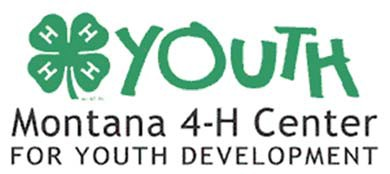 H H H H YOUTH
Montana 4-H Center
FOR YOUTH DEVELOPMENT